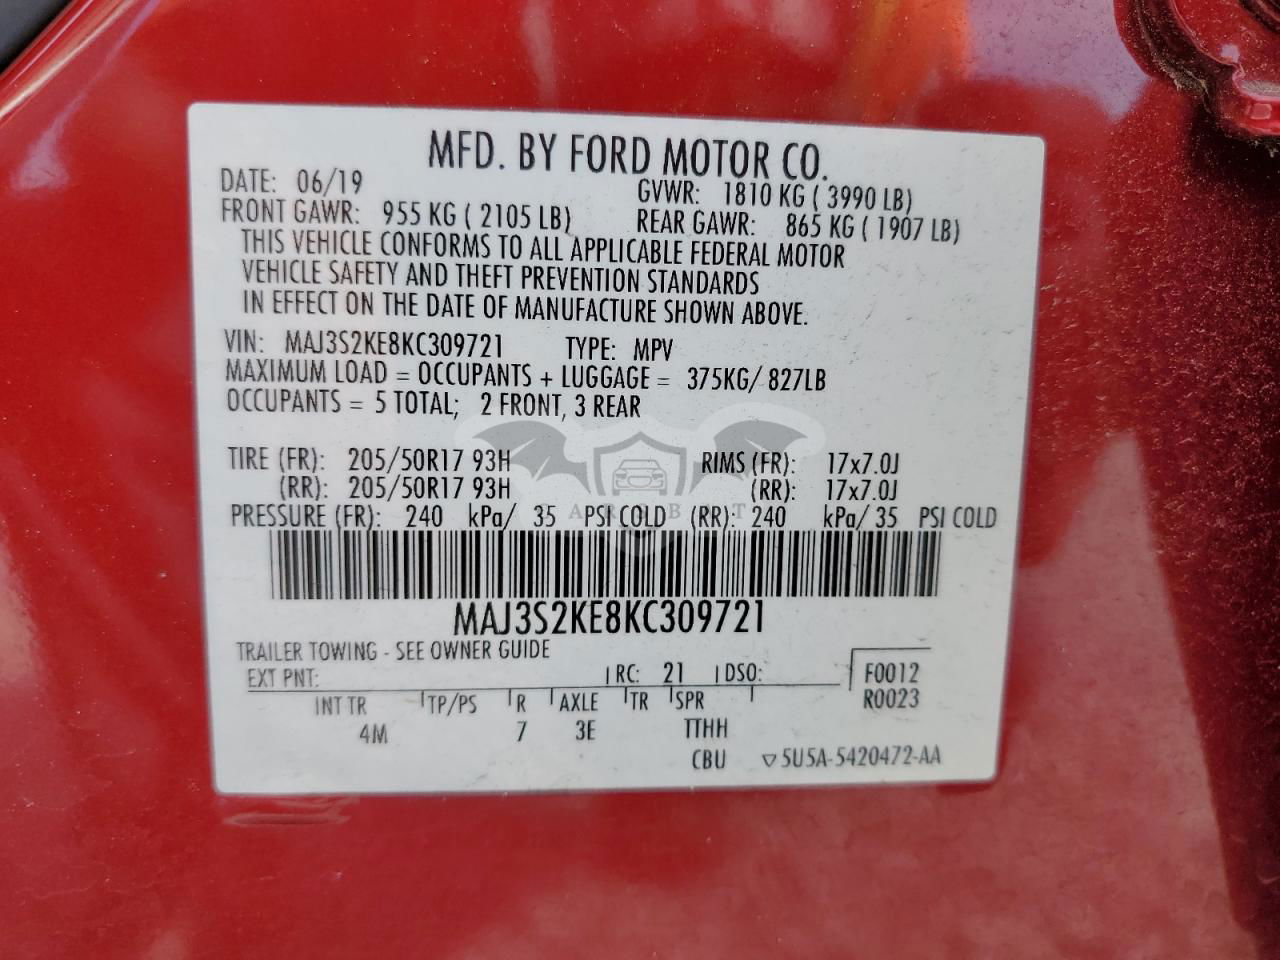 MFD. BY FORD MOTOR CO.
DATE: 06/19 GVWR: 1810 KG ( 3990 LB)
FRONT GAWR: 955 KG ( 2105 LB) REAR GAWR: 865 KG ( 1907 LB)
THIS VEHICLE CONFORMS TO ALL APPLICABLE FEDERAL MOTOR
VEHICLE SAFETY AND THEFT PREVENTION STANDARDS
IN EFFECT ON THE DATE OF MANUFACTURE SHOWN ABOVE.
VIN: MAJ3S2KE8KC309721 TYPE: MPV
MAXIMUM LOAD = OCCUPANTS + LUGGAGE = 375KG/ 827LB
OCCUPANTS = 5 TOTAL; 2 FRONT, 3 REAR
TIRE (FR): 205/50R17 93H RIMS (FR): 17x7.0J
(RR): 205/50R17 93H (RR): 17x7.0J
PRESSURE (FR): 240 kPa/ 35 PSI COLD (RR): 240 kPa/ 35 PSI COLD
MAJ3S2KE8KC309721
TRAILER TOWING - SEE OWNER GUIDE
EXT PNT: RC: 21 DSO: F0012
R0023
INT TR TP/PS R AXLE TR SPR
4M 7 3E TTHH
CBU ▽5U5A-5420472-AA